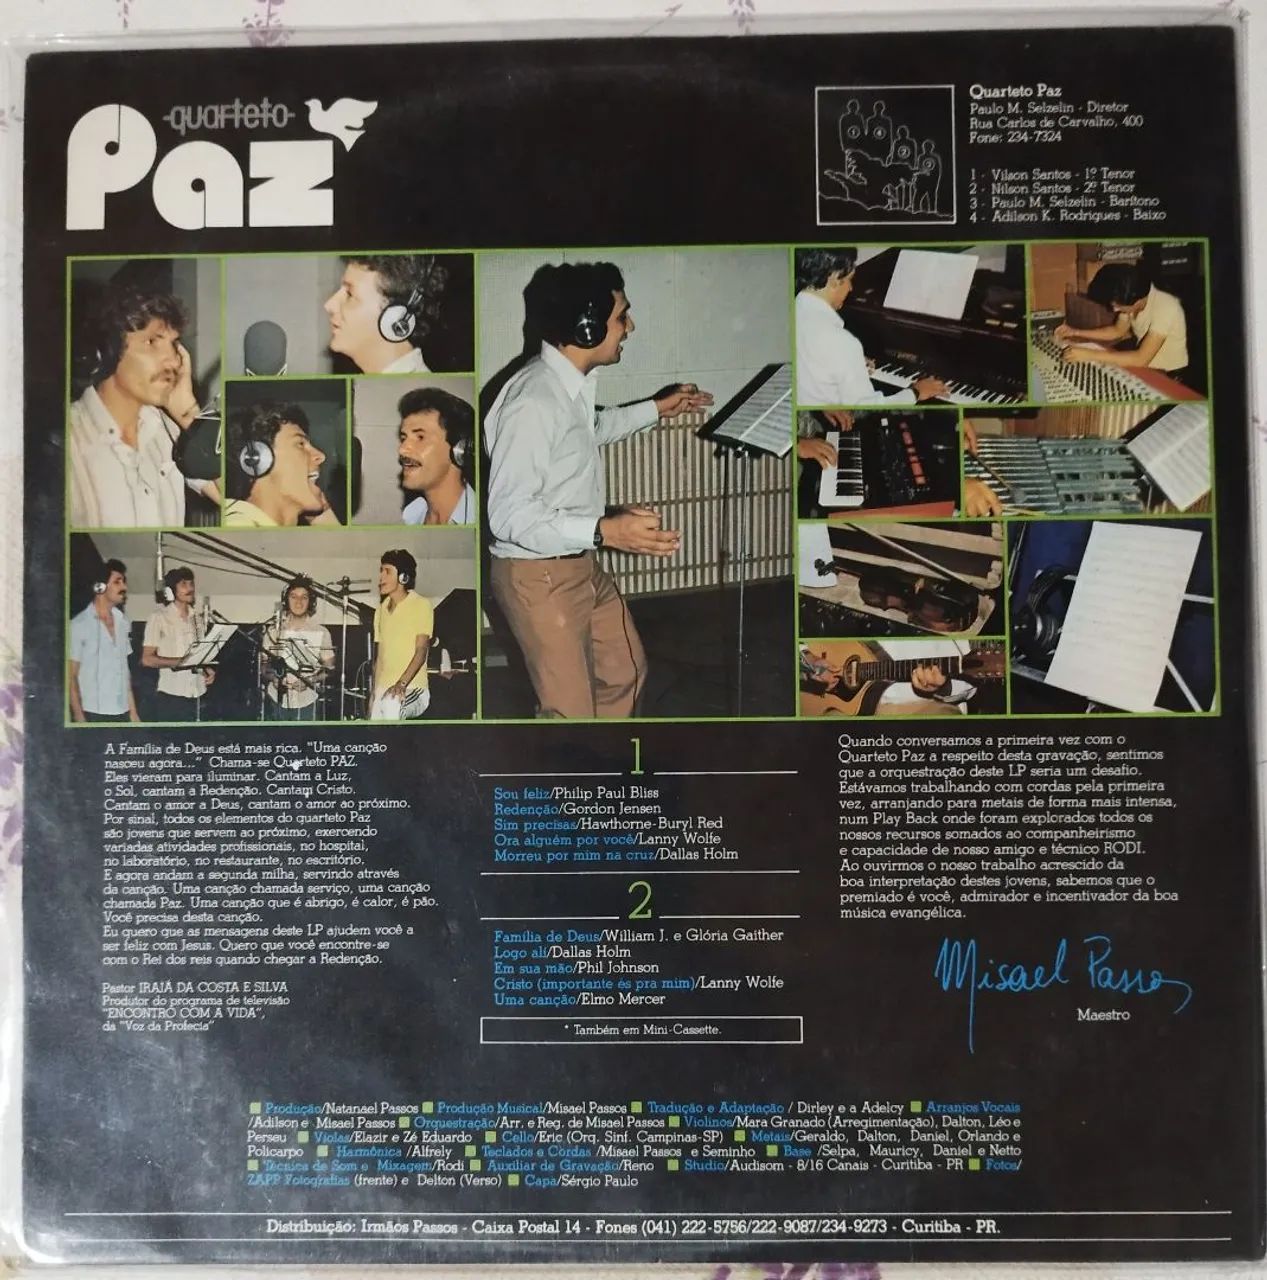 quarteto
Paz
Quarteto Paz
Paulo M. Selzelin - Diretor
Rua Carlos de Carvalho, 400
Fone: 234-7324
1 - Vilson Santos - 1º Tenor
2 - Nilson Santos - 2º Tenor
3 - Paulo M. Selzelin - Barítono
4 - Adilson K. Rodrigues - Baixo
A Família de Deus está mais rica. "Uma canção
nasceu agora..." Chama-se Quarteto PAZ.
Eles vieram para iluminar. Cantam a Luz,
o Sol, cantam a Redenção. Cantam Cristo.
Cantam o amor a Deus, cantam o amor ao próximo.
Por sinal, todos os elementos do quarteto Paz
são jovens que servem ao próximo, exercendo
variadas atividades profissionais, no hospital,
no laboratório, no restaurante, no escritório.
E agora andam a segunda milha, servindo através
da canção. Uma canção chamada serviço, uma canção
chamada Paz. Uma canção que é abrigo, é calor, é pão.
Você precisa desta canção.
Eu quero que as mensagens deste LP ajudem você a
ser feliz com Jesus. Quero que você encontre-se
com o Rei dos reis quando chegar a Redenção.
Pastor IRAJÁ DA COSTA E SILVA
Produtor do programa de televisão
"ENCONTRO COM A VIDA",
da "Voz da Profecia"
1
Sou feliz/Philip Paul Bliss
Redenção/Gordon Jensen
Sim precisas/Hawthorne-Buryl Red
Ora alguém por você/Lanny Wolfe
Morreu por mim na cruz/Dallas Holm
2
Família de Deus/William J. e Glória Gaither
Logo ali/Dallas Holm
Em sua mão/Phil Johnson
Cristo (importante és pra mim)/Lanny Wolfe
Uma canção/Elmo Mercer
* Também em Mini-Cassette.
Quando conversamos a primeira vez com o
Quarteto Paz a respeito desta gravação, sentimos
que a orquestração deste LP seria um desafio.
Estávamos trabalhando com cordas pela primeira
vez, arranjando para metais de forma mais intensa,
num Play Back onde foram explorados todos os
nossos recursos somados ao companheirismo
e capacidade de nosso amigo e técnico RODI.
Ao ouvirmos o nosso trabalho acrescido da
boa interpretação destes jovens, sabemos que o
premiado é você, admirador e incentivador da boa
música evangélica.
Misael Passos
Maestro
Produção/Natanael Passos Produção Musical/Misael Passos Tradução e Adaptação / Dirley e a Adelcy Arranjos Vocais
/Adilson e Misael Passos Orquestração/Arr. e Reg. de Misael Passos Violinos/Mara Granado (Arregimentação), Dalton, Léo e
Perseu Violas/Elazir e Zé Eduardo Cello/Eric (Orq. Sinf. Campinas-SP) Metais/Geraldo, Dalton, Daniel, Orlando e
Policarpo Harmônica /Alfrely Teclados e Cordas /Misael Passos e Seminho Base /Selpa, Mauricy, Daniel e Netto
Técnica de Som e Mixagem/Rodi Auxiliar de Gravação/Reno Studio/Audisom - 8/16 Canais - Curitiba - PR Fotos/
ZAPP Fotografias (frente) e Delton (Verso) Capa/Sérgio Paulo
Distribuição: Irmãos Passos - Caixa Postal 14 - Fones (041) 222-5756/222-9087/234-9273 - Curitiba - PR.